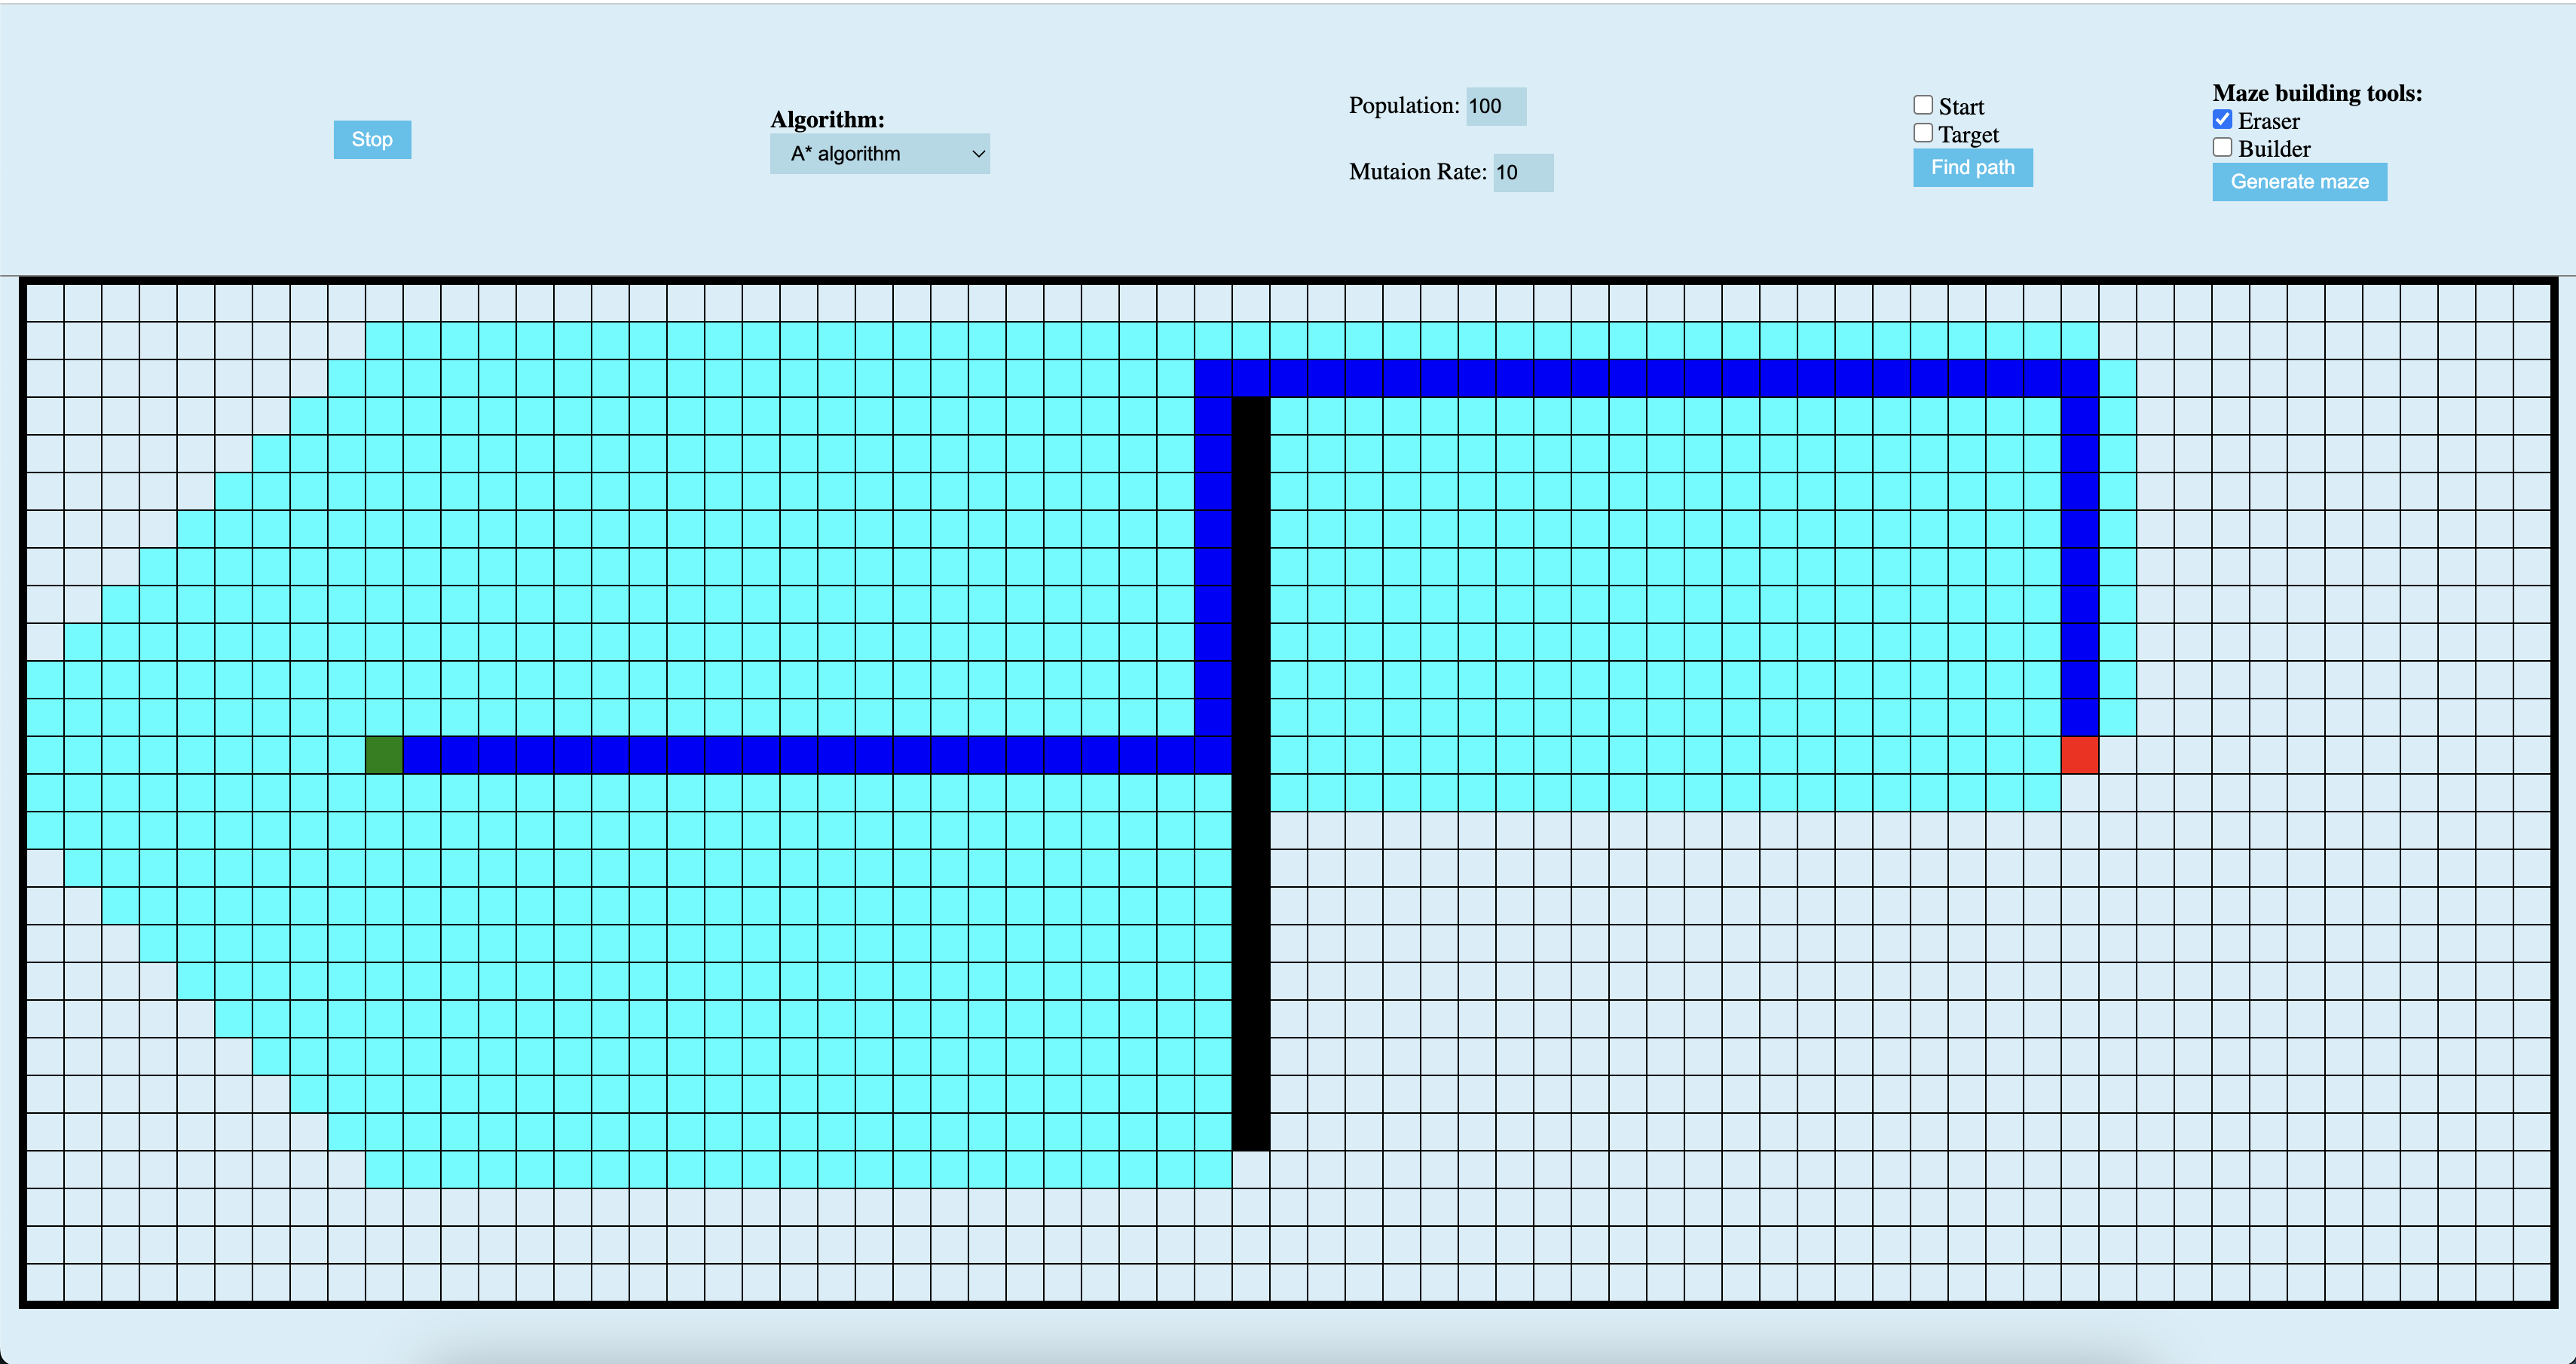 Stop
Algorithm:
A* algorithm
Population: 100
Mutaion Rate: 10
Start
Target
Find path
Maze building tools:
Eraser
Builder
Generate maze